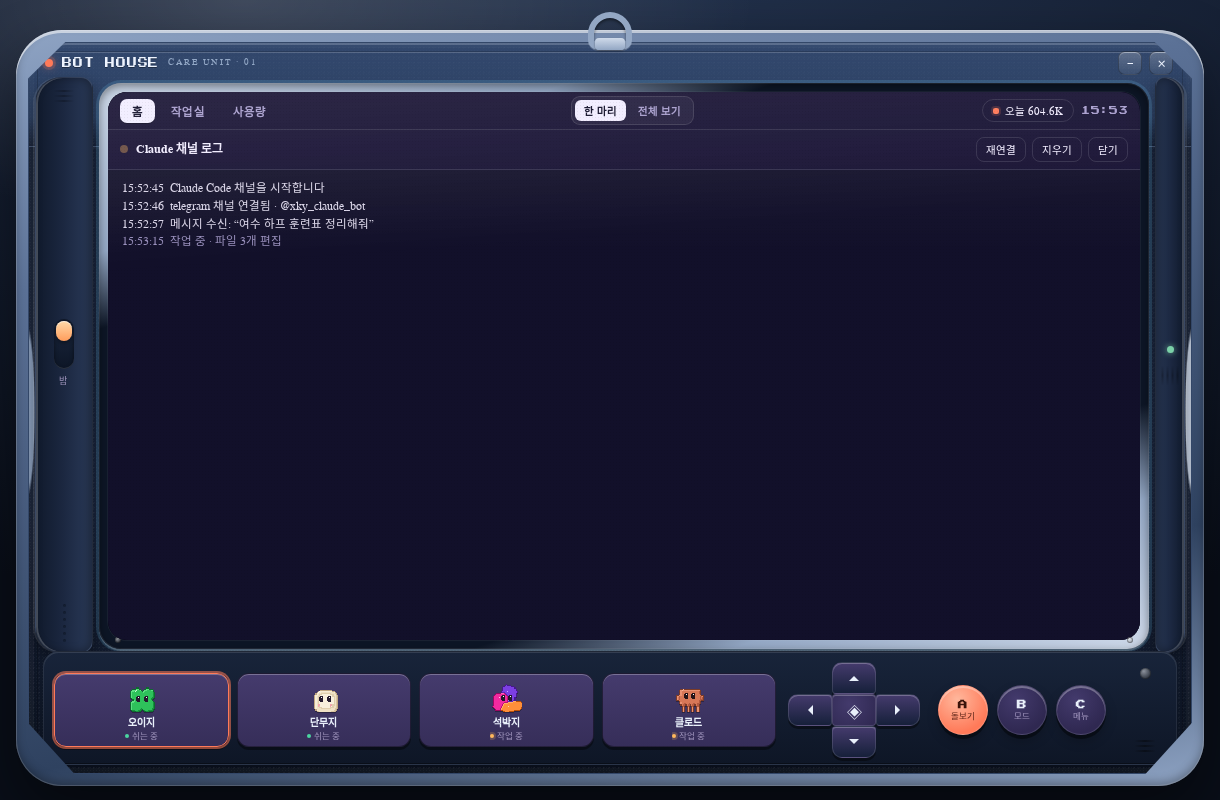 BOT HOUSE CARE UNIT · 01
홈 작업실 사용량 한 마리 전체 보기 오늘 604.6K 15:53
Claude 채널 로그 재연결 지우기 닫기
15:52:45 Claude Code 채널을 시작합니다
15:52:46 telegram 채널 연결됨 · @xky_claude_bot
15:52:57 메시지 수신: “여수 하프 훈련표 정리해줘”
15:53:15 작업 중 · 파일 3개 편집
밤
오이지
쉬는 중
단무지
쉬는 중
석박지
작업 중
클로드
작업 중
A
돌보기
B
모드
C
메뉴